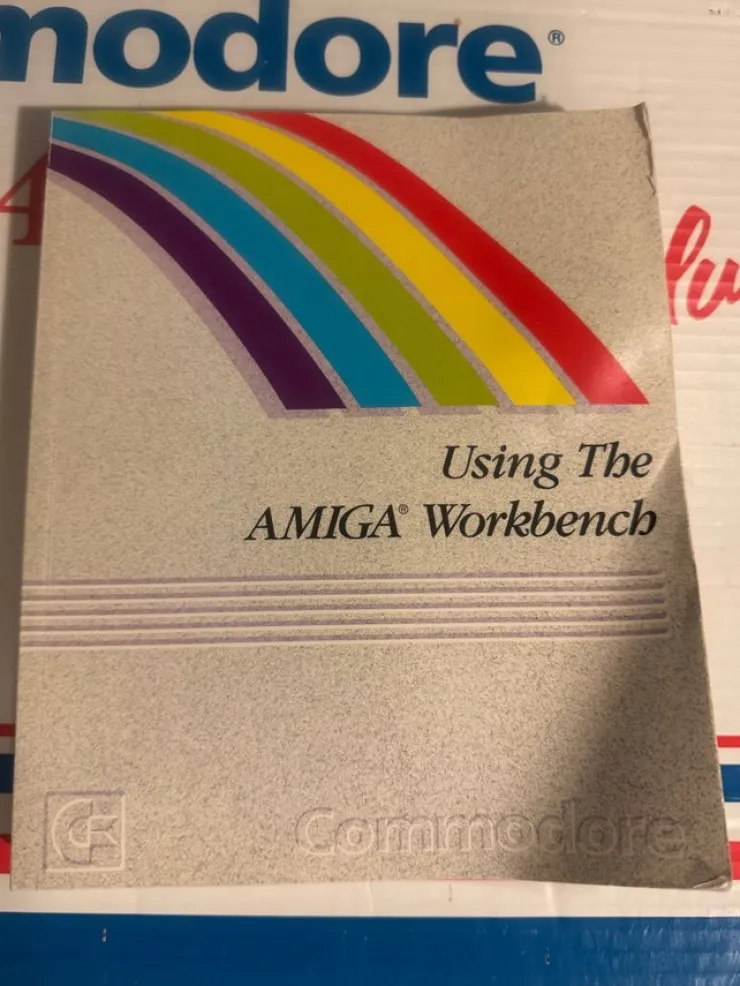 modore®
Using The
AMIGA® Workbench
Commodore